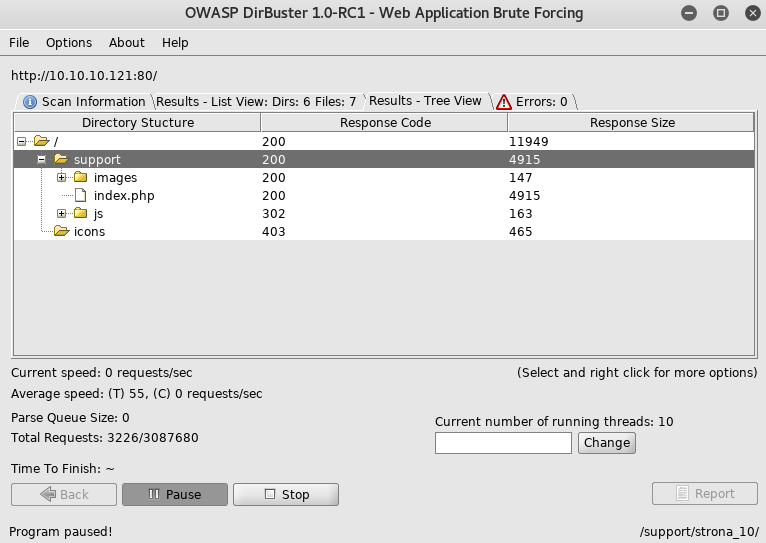 OWASP DirBuster 1.0-RC1 - Web Application Brute Forcing
File Options About Help
http://10.10.10.121:80/
Scan Information Results - List View: Dirs: 6 Files: 7 Results - Tree View Errors: 0
Directory Stucture Response Code Response Size
/ 200 11949
support 200 4915
images 200 147
index.php 200 4915
js 302 163
icons 403 465
Current speed: 0 requests/sec (Select and right click for more options)
Average speed: (T) 55, (C) 0 requests/sec
Parse Queue Size: 0
Current number of running threads: 10
Total Requests: 3226/3087680
Change
Time To Finish: ~
Back Pause Stop Report
Program paused! /support/strona_10/